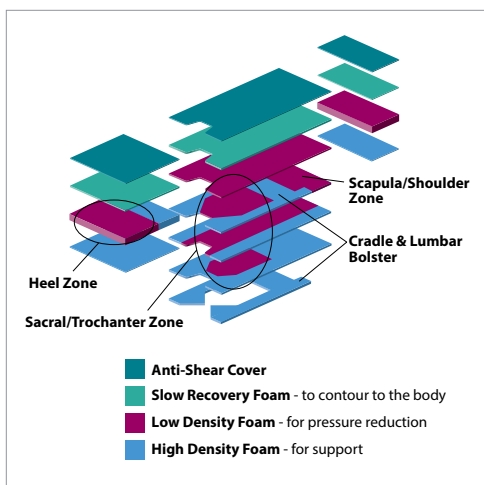 Scapula/Shoulder
Zone
Cradle & Lumbar
Bolster
Heel Zone
Sacral/Trochanter Zone
Anti-Shear Cover
Slow Recovery Foam - to contour to the body
Low Density Foam - for pressure reduction
High Density Foam - for support